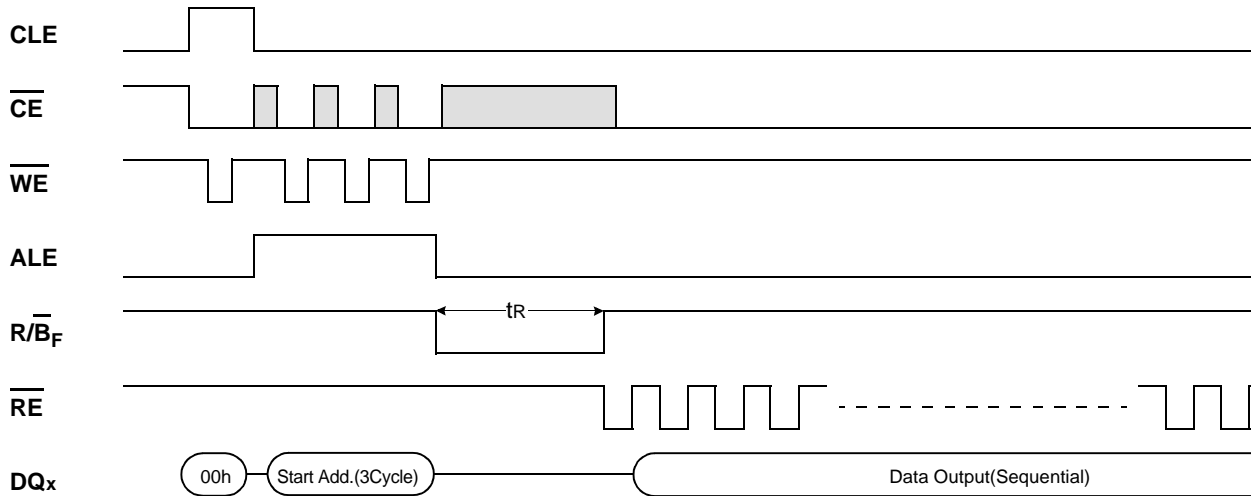 CLE
CE
WE
ALE
tR
R/BF
RE
DQx
00h
Start Add.(3Cycle)
Data Output(Sequential)